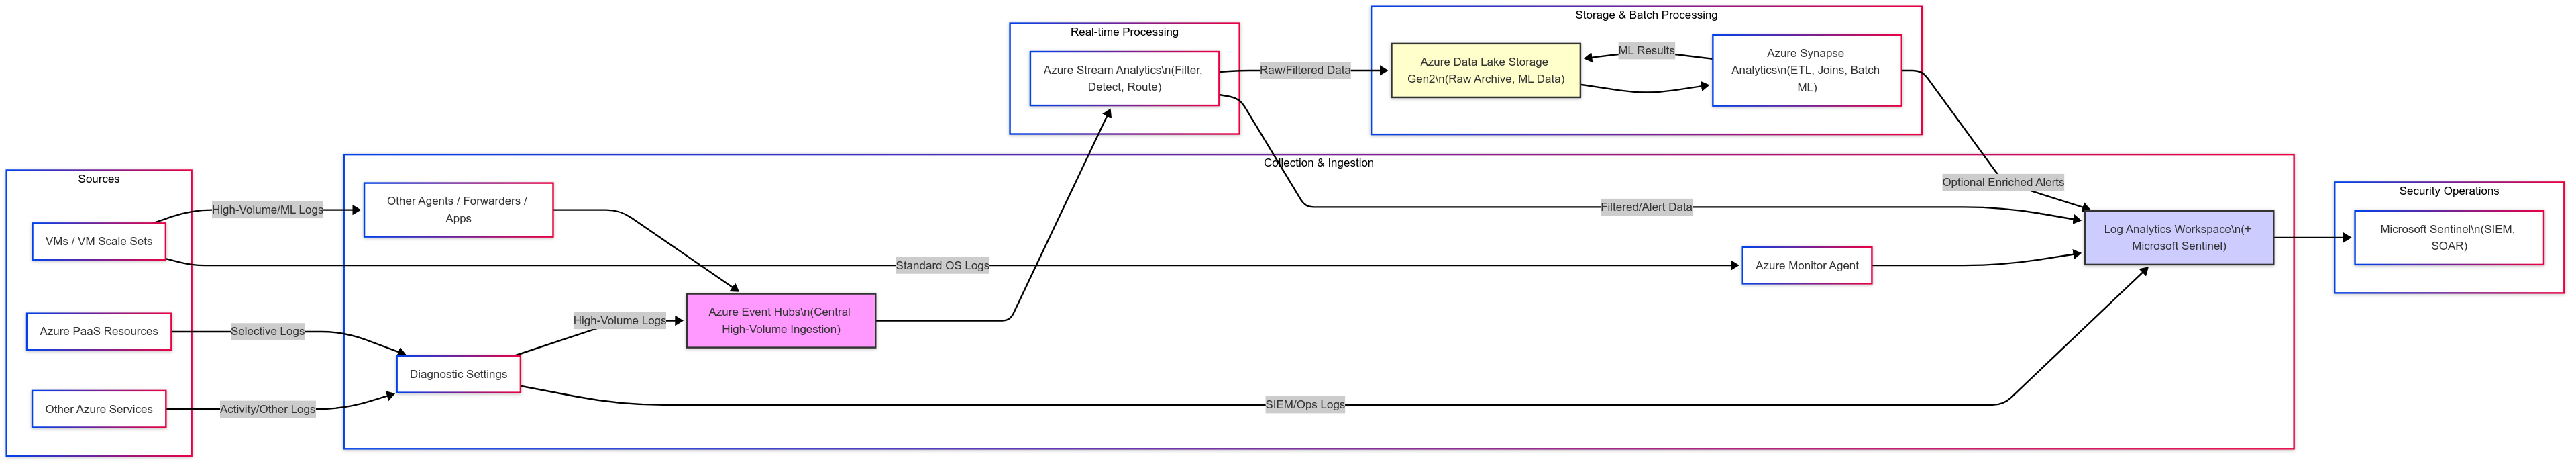 Storage & Batch Processing
Real-time Processing
Azure Stream Analytics\n(Filter,
Detect, Route)
Raw/Filtered Data
Azure Data Lake Storage
Gen2\n(Raw Archive, ML Data)
ML Results
Azure Synapse
Analytics\n(ETL, Joins, Batch
ML)
Collection & Ingestion
Sources
VMs / VM Scale Sets
High-Volume/ML Logs
Other Agents / Forwarders /
Apps
Standard OS Logs
Azure PaaS Resources
Selective Logs
Other Azure Services
Activity/Other Logs
Diagnostic Settings
High-Volume Logs
Azure Event Hubs\n(Central
High-Volume Ingestion)
SIEM/Ops Logs
Filtered/Alert Data
Optional Enriched Alerts
Azure Monitor Agent
Log Analytics Workspace\n(+
Microsoft Sentinel)
Security Operations
Microsoft Sentinel\n(SIEM,
SOAR)